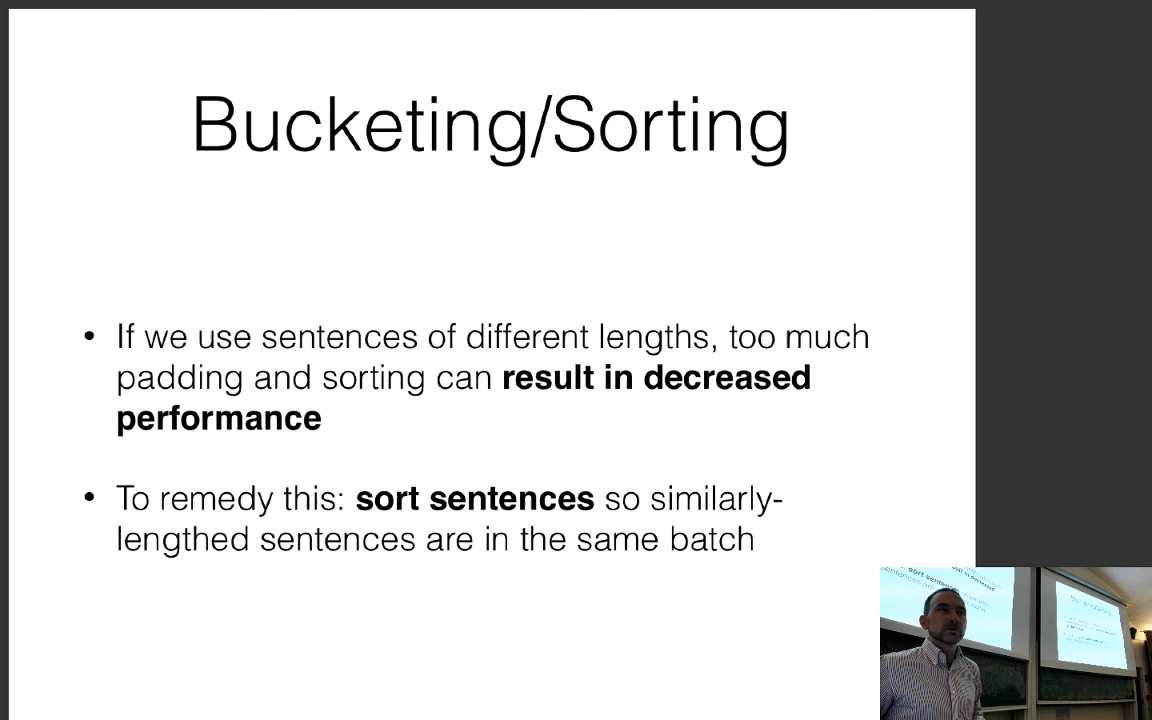 Bucketing/Sorting
• If we use sentences of different lengths, too much
padding and sorting can result in decreased
performance
• To remedy this: sort sentences so similarly-
lengthed sentences are in the same batch